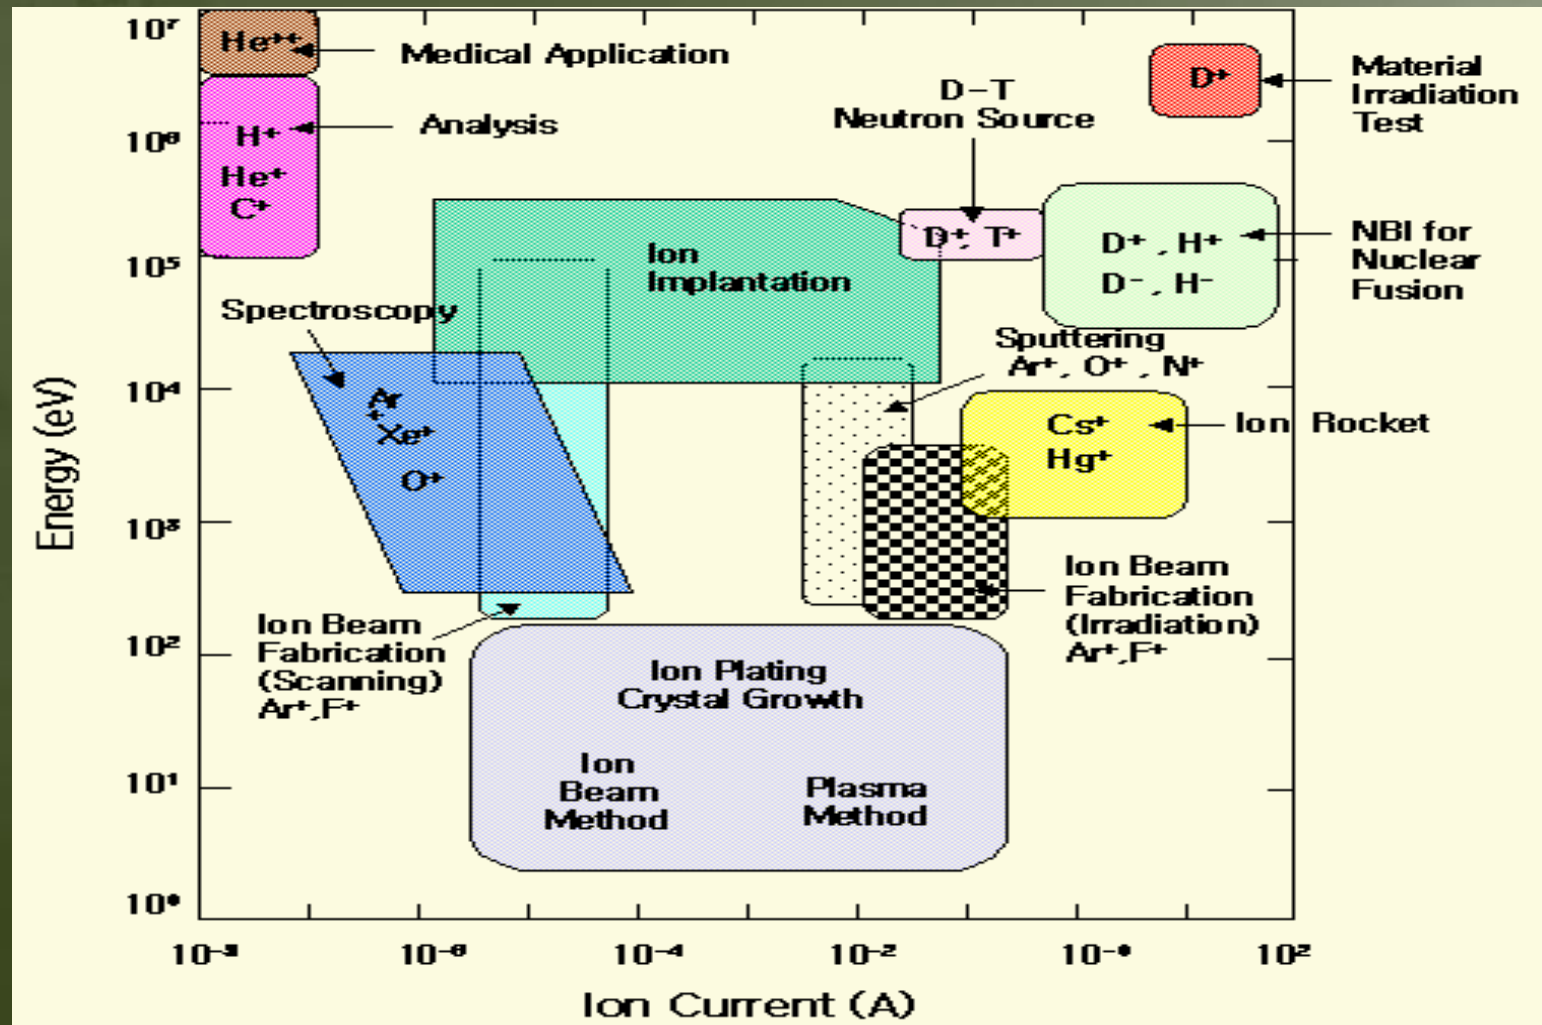 10⁷
He⁺⁺
Medical Application
D⁺
Material
Irradiation
Test
D-T
Neutron Source
Analysis
H⁺
He⁺
C⁺
10⁶
Ion
Implantation
D⁺, T⁺
D⁺, H⁺
D⁻, H⁻
NBI for
Nuclear
Fusion
10⁵
Spectroscopy
Sputtering
Ar⁺, O⁺, N⁺
10⁴
Ar
+
Xe⁺
O⁺
Cs⁺
Hg⁺
Ion Rocket
10³
Energy (eV)
Ion Beam
Fabrication
(Scanning)
Ar⁺,F⁺
Ion Beam
Fabrication
(Irradiation)
Ar⁺,F⁺
10²
Ion Plating
Crystal Growth
Ion
Beam
Method
Plasma
Method
10¹
10⁰
10⁻⁴
10⁻²
10²
Ion Current (A)